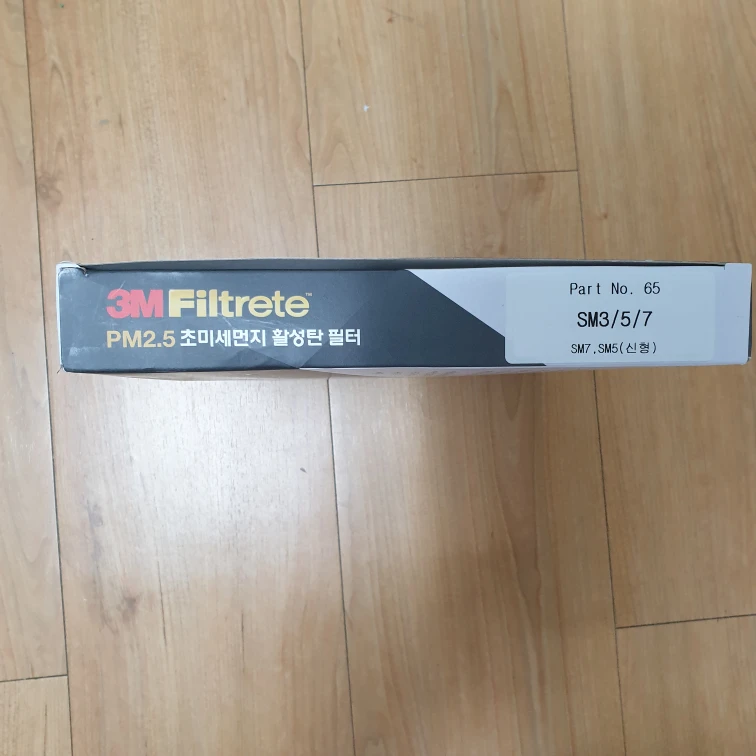 3M Filtrete™
PM2.5 초미세먼지 활성탄 필터
Part No. 65
SM3/5/7
SM7,SM5(신형)